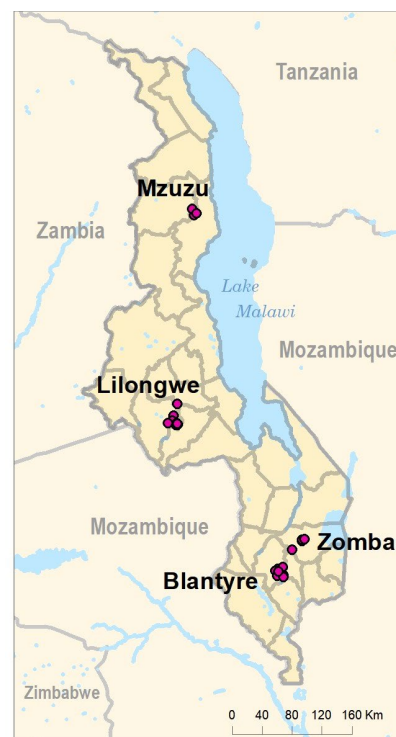 Tanzania
Mzuzu
Zambia
Lake
Malawi
Mozambique
Lilongwe
Mozambique
Zomba
Blantyre
Zimbabwe
0 40 80 120 160 Km